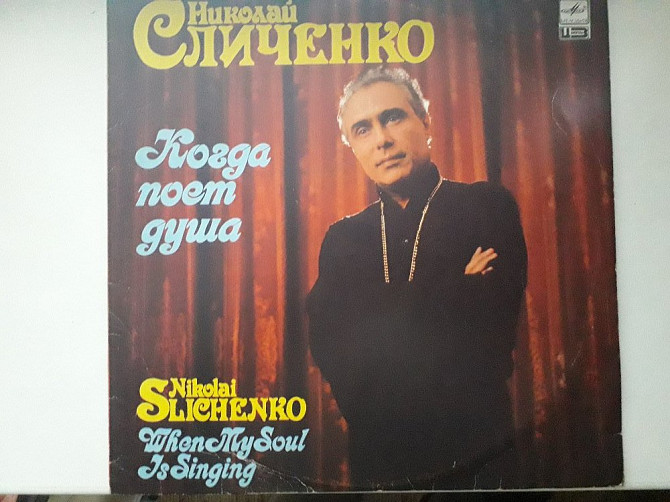 Николай
Сличенко
Когда
поет
душа
Nikolai
Slichenko
When My Soul
Is Singing